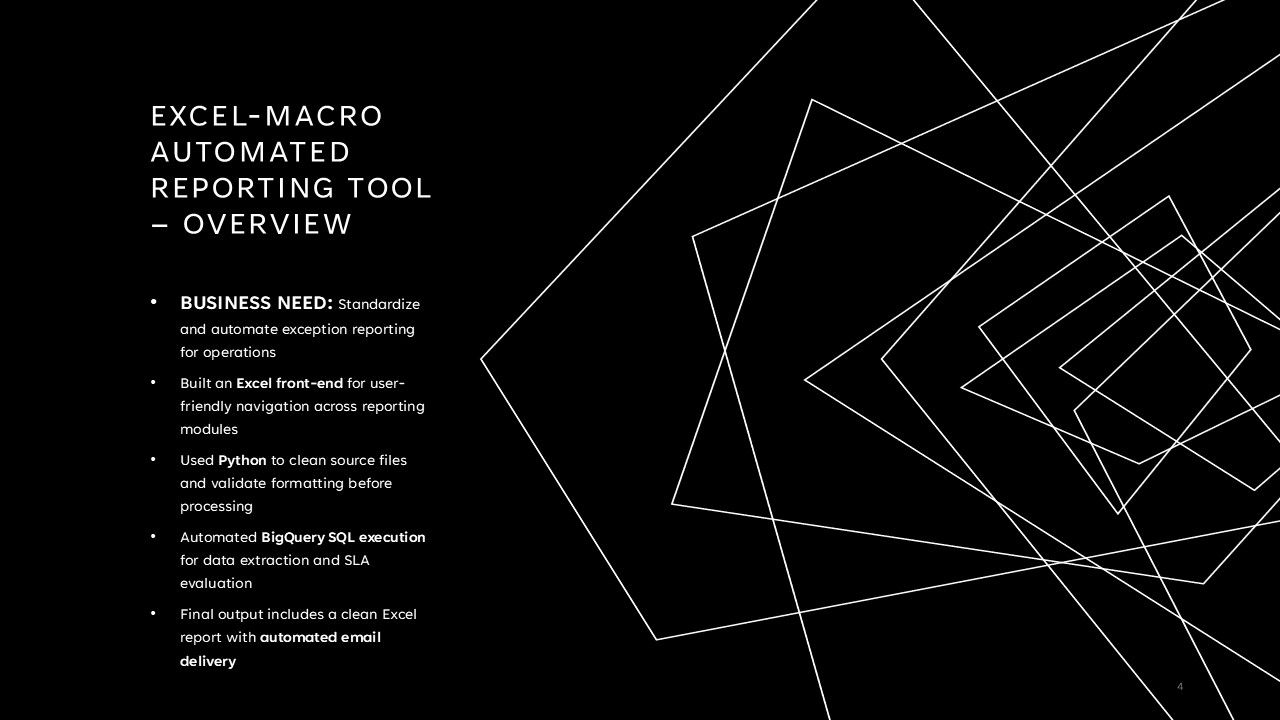 EXCEL-MACRO
AUTOMATED
REPORTING TOOL
– OVERVIEW
• BUSINESS NEED: Standardize
and automate exception reporting
for operations
• Built an Excel front-end for user-
friendly navigation across reporting
modules
• Used Python to clean source files
and validate formatting before
processing
• Automated BigQuery SQL execution
for data extraction and SLA
evaluation
• Final output includes a clean Excel
report with automated email
delivery
4